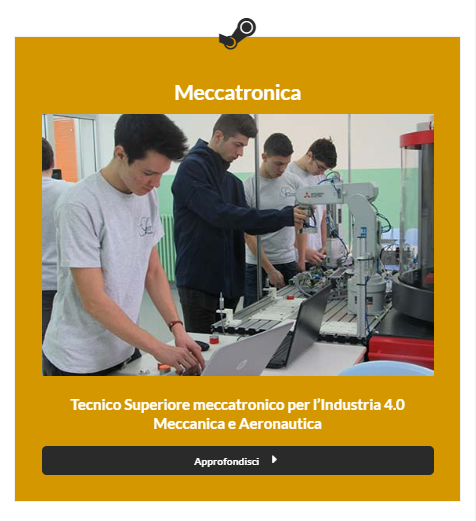 Meccatronica
Tecnico Superiore meccatronico per l'Industria 4.0
Meccanica e Aeronautica
Approfondisci